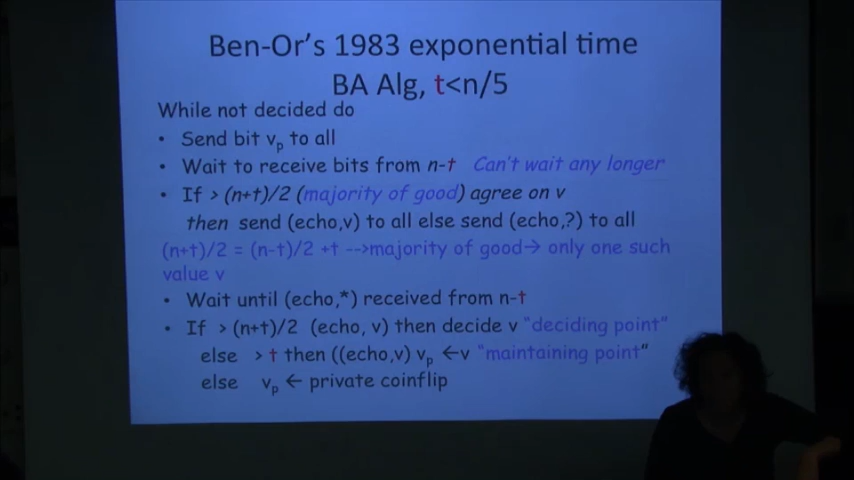 Ben-Or's 1983 exponential time
BA Alg, t<n/5
While not decided do
• Send bit vp to all
• Wait to receive bits from n-t Can't wait any longer
• If > (n+t)/2 (majority of good) agree on v
then send (echo,v) to all else send (echo,?) to all
(n+t)/2 = (n-t)/2 +t -->majority of good→ only one such
value v
• Wait until (echo,*) received from n-t
• If > (n+t)/2 (echo, v) then decide v "deciding point"
else > t then ((echo,v) vp ←v "maintaining point"
else vp ← private coinflip